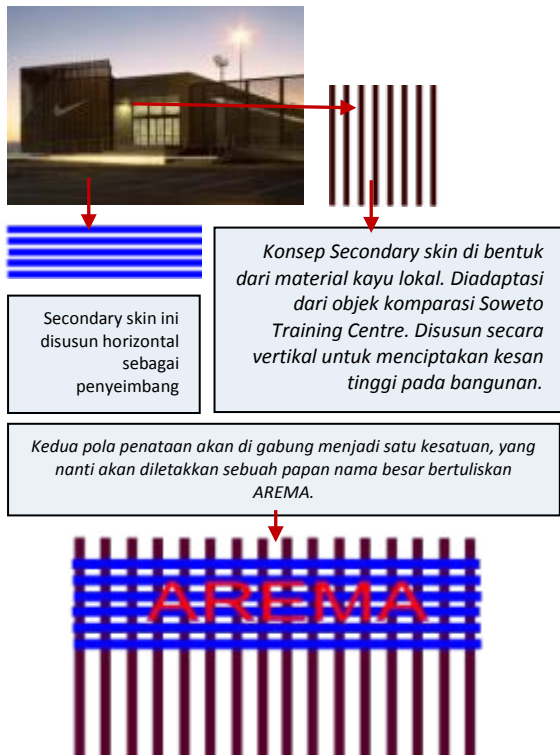 Konsep Secondary skin di bentuk
dari material kayu lokal. Diadaptasi
dari objek komparasi Soweto
Training Centre. Disusun secara
vertikal untuk menciptakan kesan
tinggi pada bangunan.
Secondary skin ini
disusun horizontal
sebagai
penyeimbang
Kedua pola penataan akan di gabung menjadi satu kesatuan, yang
nanti akan diletakkan sebuah papan nama besar bertuliskan
AREMA.
AREMA